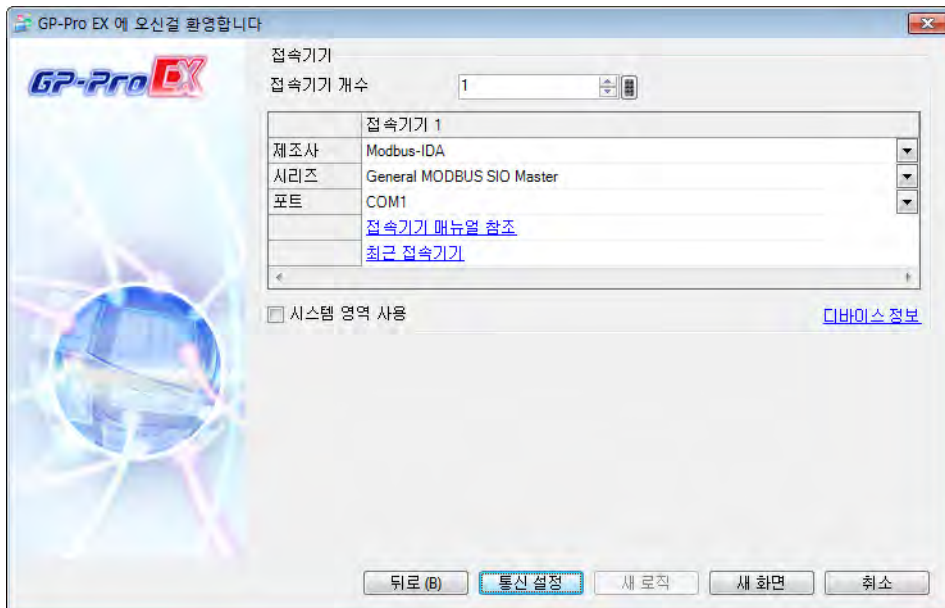 GP-Pro EX 에 오신걸 환영합니다
GP-Pro EX
접속기기
접속기기 개수 1
접속기기 1
제조사 Modbus-IDA
시리즈 General MODBUS SIO Master
포트 COM1
접속기기 매뉴얼 참조
최근 접속기기
시스템 영역 사용 디바이스 정보
뒤로 (B) 통신 설정 새 로직 새 화면 취소